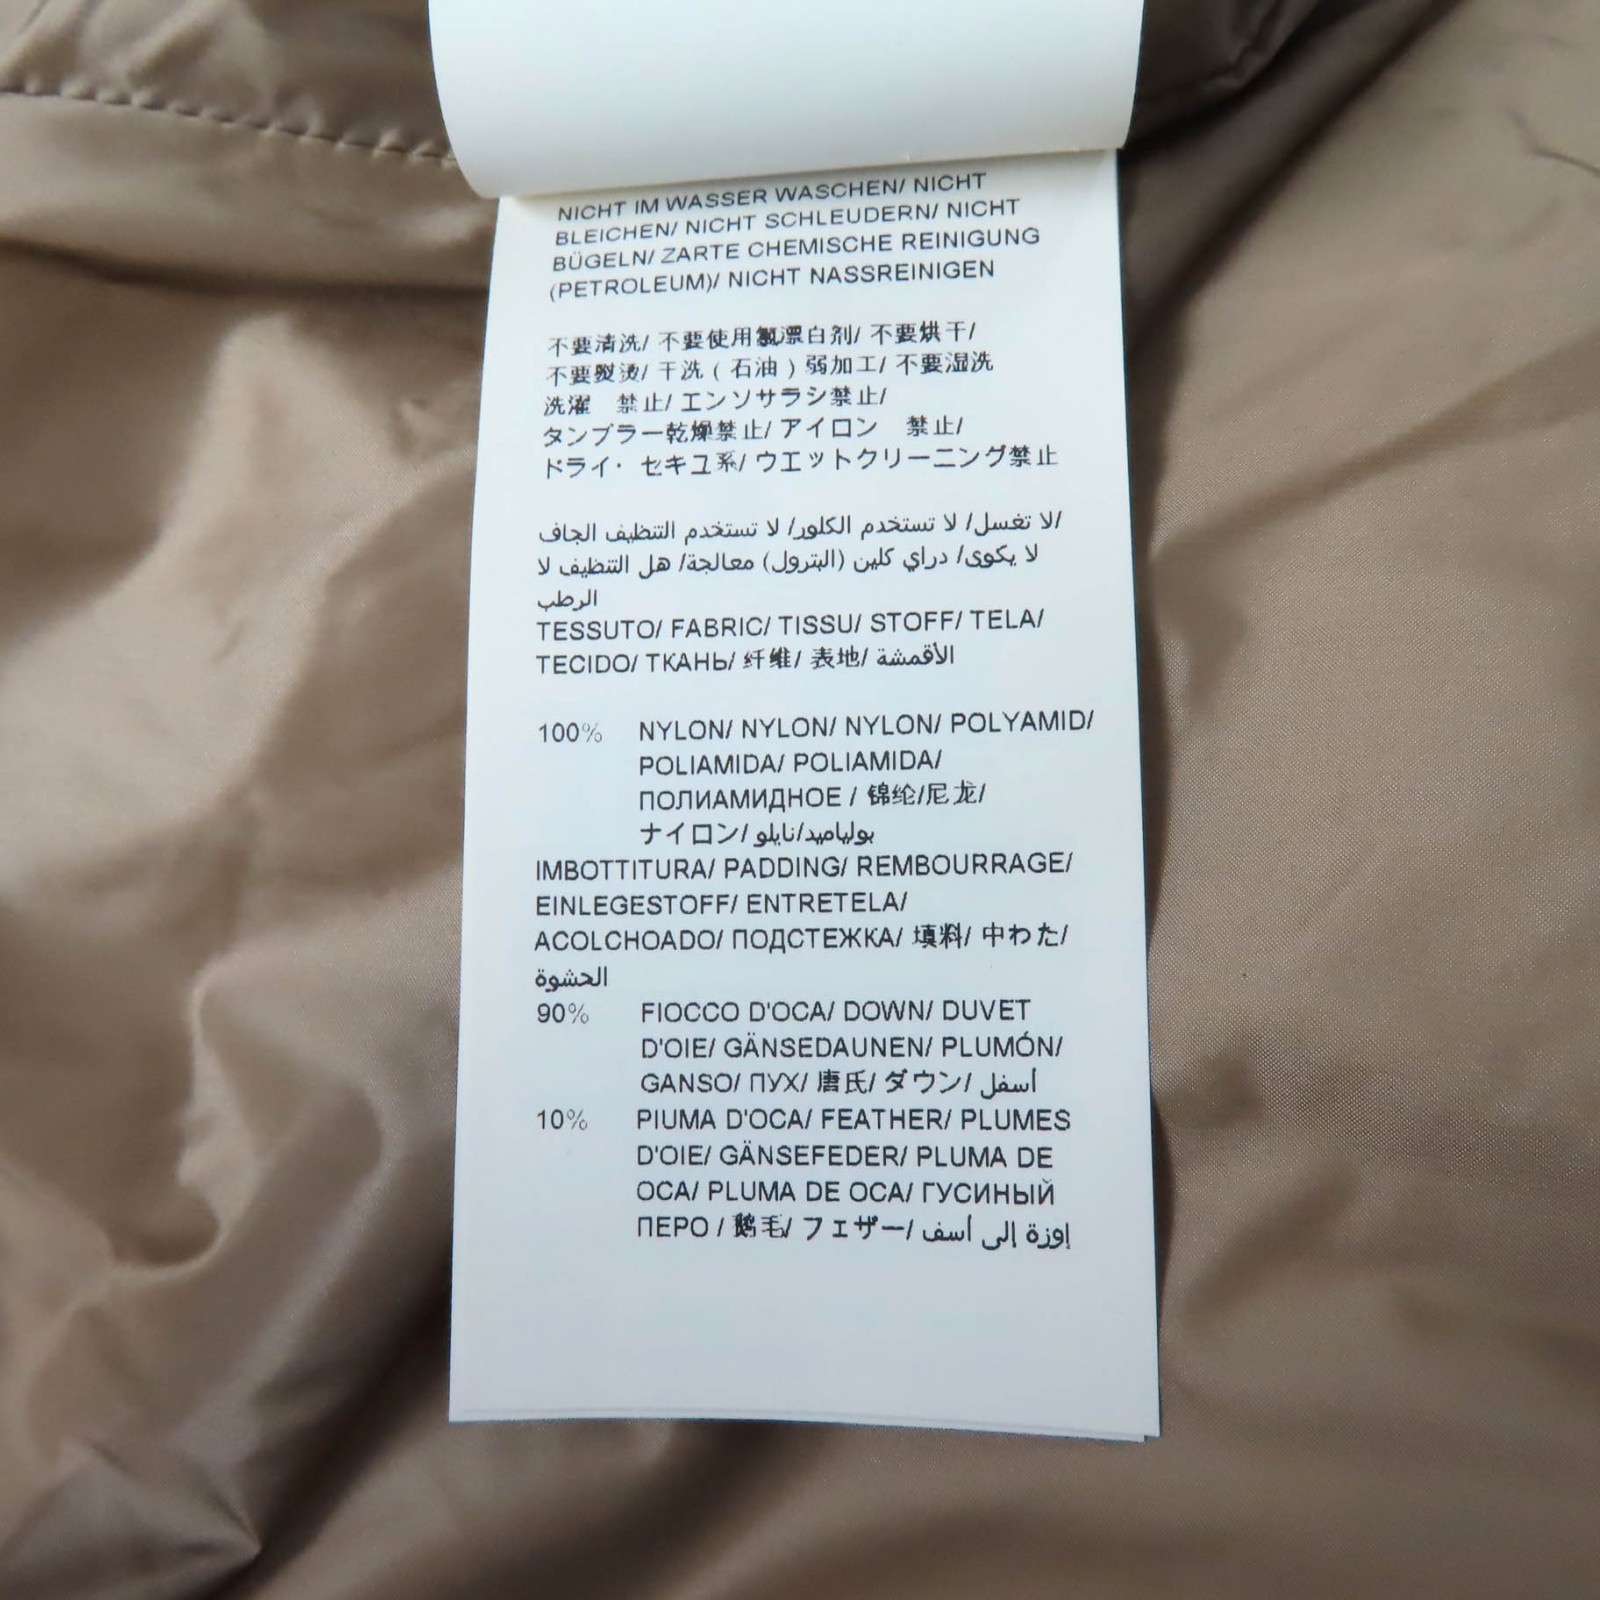 NICHT IM WASSER WASCHEN/ NICHT
BLEICHEN/ NICHT SCHLEUDERN/ NICHT
BÜGELN/ ZARTE CHEMISCHE REINIGUNG
(PETROLEUM)/ NICHT NASSREINIGEN
不要清洗/ 不要使用氯漂白剂/ 不要烘干/
不要熨烫/ 干洗 ( 石油 ) 弱加工/ 不要湿洗
洗濯　禁止/ エンソサラシ禁止/
タンブラー乾燥禁止/ アイロン　禁止/
ドライ・ セキユ系/ ウエットクリーニング禁止
لا تغسل/ لا تستخدم الكلور/ لا تستخدم التنظيف الجاف/
لا يكوى/ دراي كلين (البترول) معالجة/ هل التنظيف لا
الرطب
TESSUTO/ FABRIC/ TISSU/ STOFF/ TELA/
TECIDO/ ТКАНЬ/ 纤维/ 表地/ الأقمشة
100% NYLON/ NYLON/ NYLON/ POLYAMID/
POLIAMIDA/ POLIAMIDA/
ПОЛИАМИДНОЕ / 锦纶/尼龙/
ナイロン/ بولياميد/نايلو
IMBOTTITURA/ PADDING/ REMBOURRAGE/
EINLEGESTOFF/ ENTRETELA/
ACOLCHOADO/ ПОДСТЕЖКА/ 填料/ 中わた/
الحشوة
90% FIOCCO D'OCA/ DOWN/ DUVET
D'OIE/ GÄNSEDAUNEN/ PLUMÓN/
GANSO/ ПУХ/ 唐氏/ ダウン/ أسفل
10% PIUMA D'OCA/ FEATHER/ PLUMES
D'OIE/ GÄNSEFEDER/ PLUMA DE
OCA/ PLUMA DE OCA/ ГУСИНЫЙ
ПЕРО / 鹅毛/ フェザー/ إوزة إلى أسف